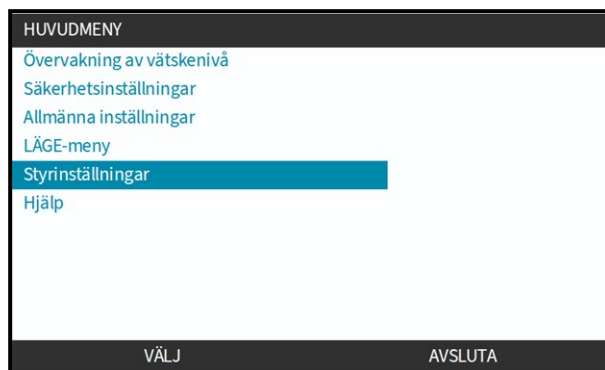 HUVUDMENY
Övervakning av vätskenivå
Säkerhetsinställningar
Allmänna inställningar
LÄGE-meny
Styrinställningar
Hjälp
VÄLJ AVSLUTA